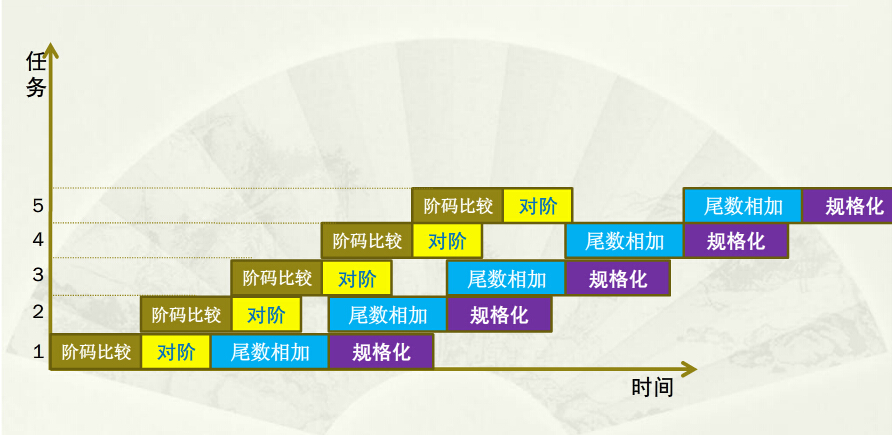 任
务
5 阶码比较 对阶 尾数相加 规格化
4 阶码比较 对阶 尾数相加 规格化
3 阶码比较 对阶 尾数相加 规格化
2 阶码比较 对阶 尾数相加 规格化
1 阶码比较 对阶 尾数相加 规格化
时间